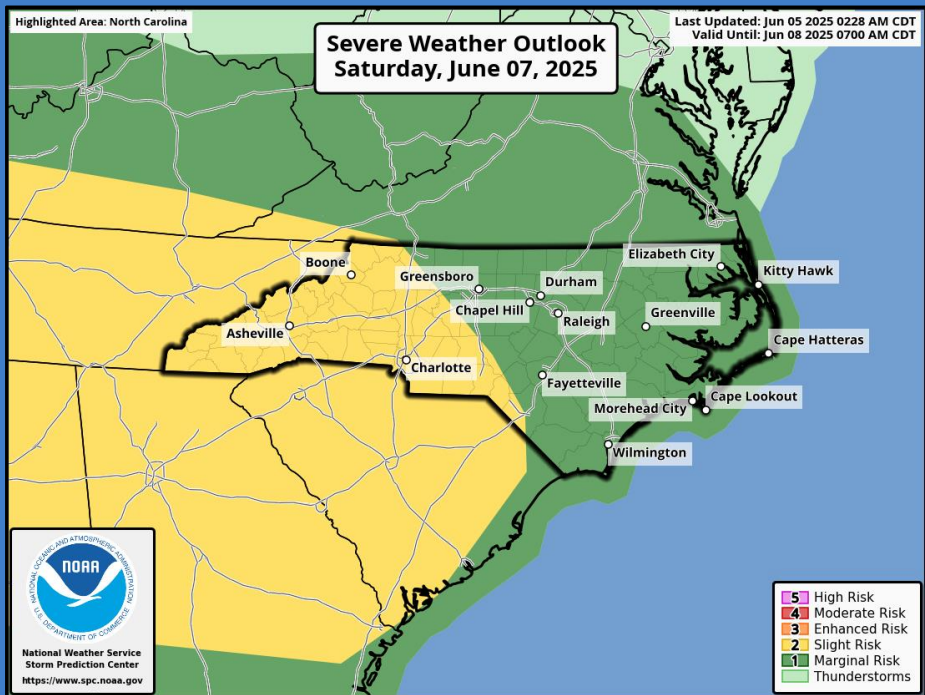 Highlighted Area: North Carolina
Severe Weather Outlook
Saturday, June 07, 2025
Last Updated: Jun 05 2025 0228 AM CDT
Valid Until: Jun 08 2025 0700 AM CDT
Boone
Greensboro
Durham
Elizabeth City
Kitty Hawk
Chapel Hill
Raleigh
Greenville
Asheville
Cape Hatteras
Charlotte
Fayetteville
Cape Lookout
Morehead City
Wilmington
NATIONAL OCEANIC AND ATMOSPHERIC ADMINISTRATION
NOAA
U.S. DEPARTMENT OF COMMERCE
National Weather Service
Storm Prediction Center
https://www.spc.noaa.gov
5 High Risk
4 Moderate Risk
3 Enhanced Risk
2 Slight Risk
1 Marginal Risk
Thunderstorms